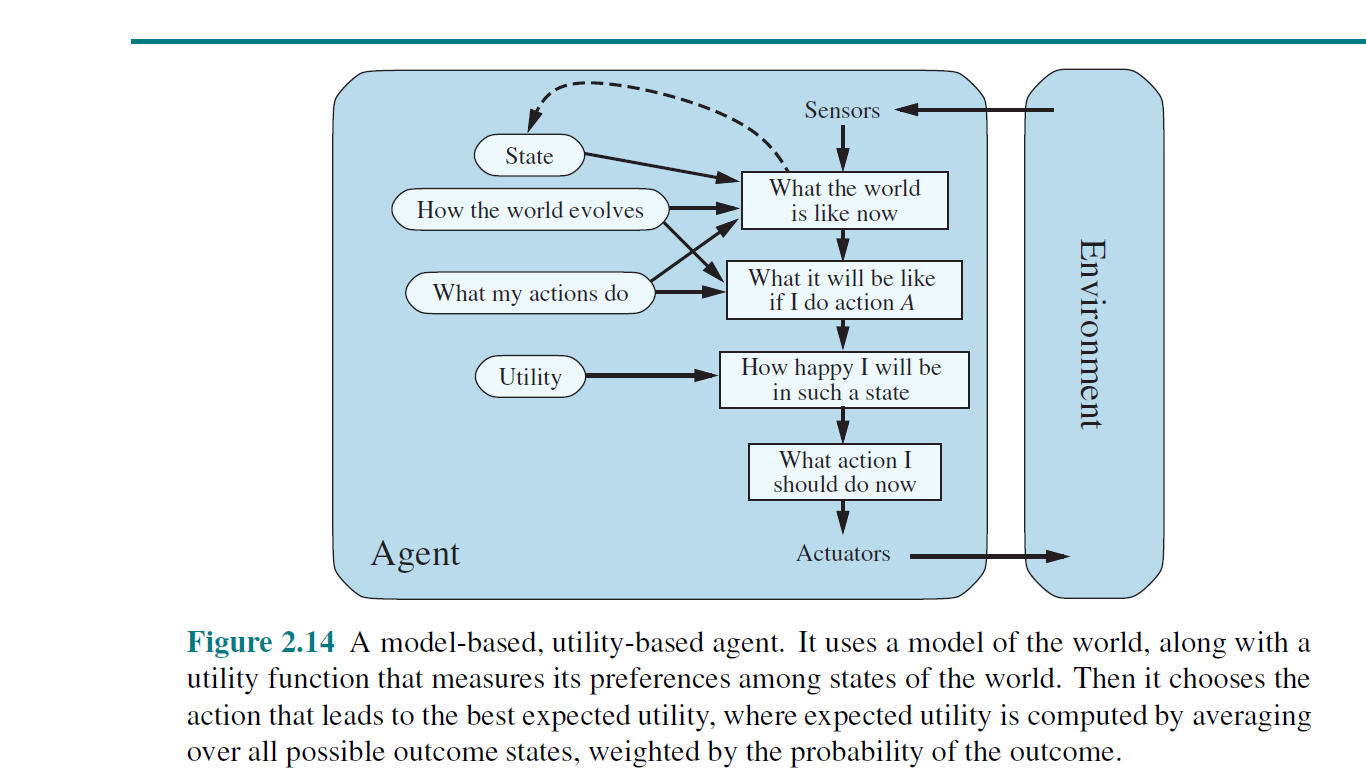 Sensors
State
What the world
is like now
How the world evolves
What it will be like
if I do action A
What my actions do
How happy I will be
in such a state
Utility
What action I
should do now
Agent
Actuators
Environment
Figure 2.14 A model-based, utility-based agent. It uses a model of the world, along with a
utility function that measures its preferences among states of the world. Then it chooses the
action that leads to the best expected utility, where expected utility is computed by averaging
over all possible outcome states, weighted by the probability of the outcome.